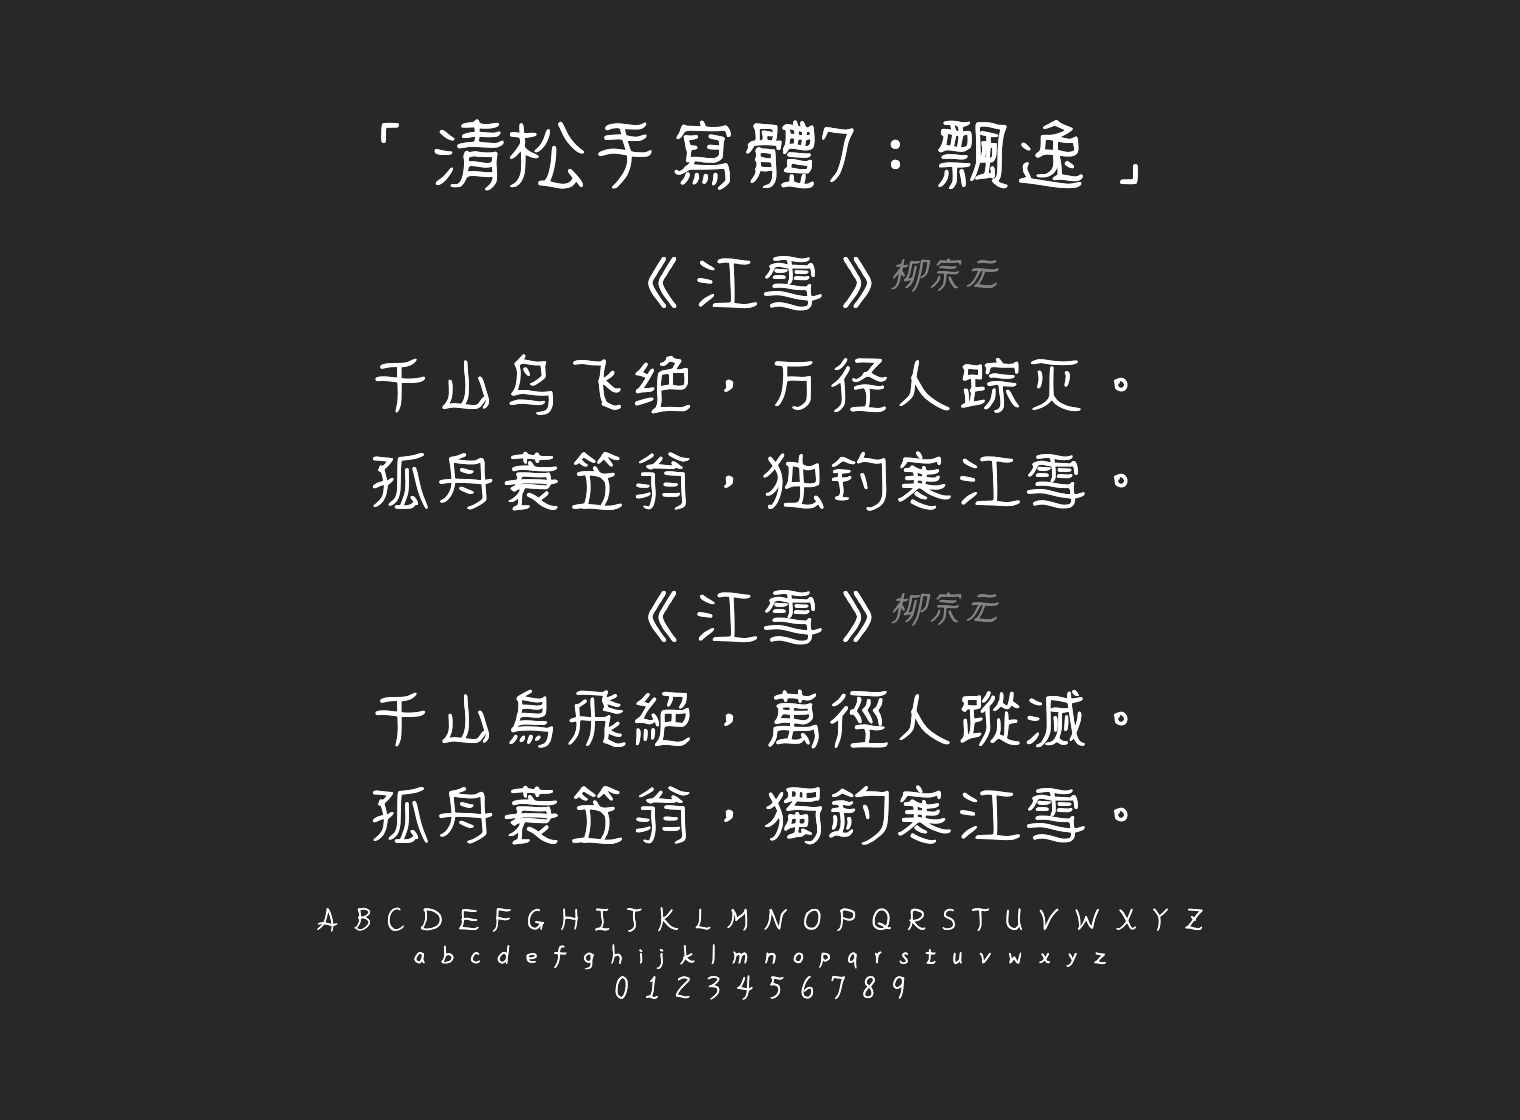 「清松手寫體7：飄逸」
《江雪》柳宗元
千山鸟飞绝，万径人踪灭。
孤舟蓑笠翁，独钓寒江雪。
《江雪》柳宗元
千山鳥飛絕，萬徑人蹤滅。
孤舟蓑笠翁，獨釣寒江雪。
A B C D E F G H I J K L M N O P Q R S T U V W X Y Z
a b c d e f g h i j k l m n o p q r s t u v w x y z
0 1 2 3 4 5 6 7 8 9